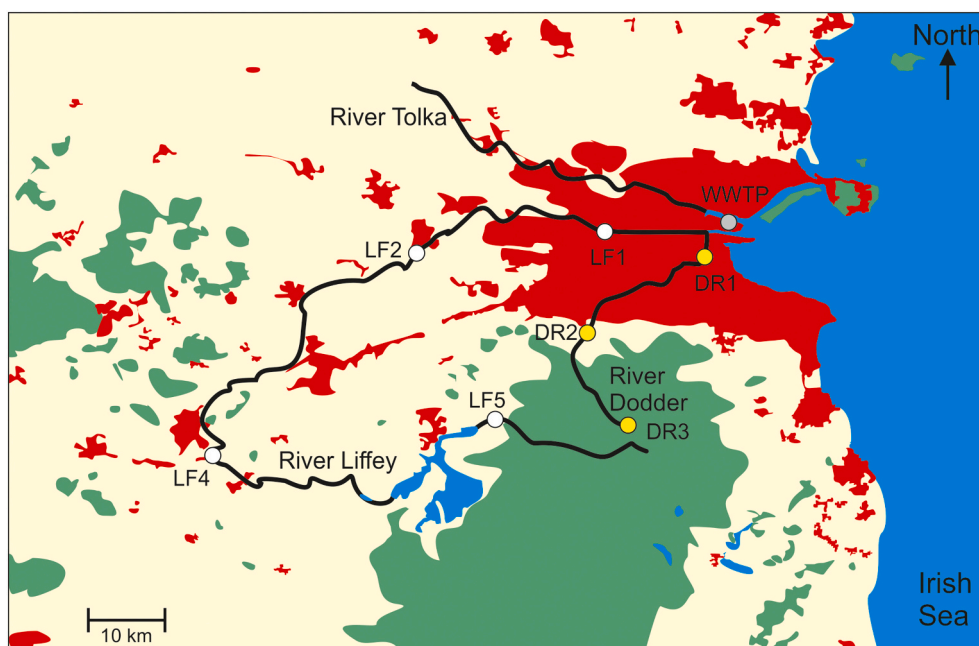 North
River Tolka
WWTP
LF2
LF1
DR1
DR2
River
Dodder
LF5
DR3
River Liffey
LF4
Irish
Sea
10 km